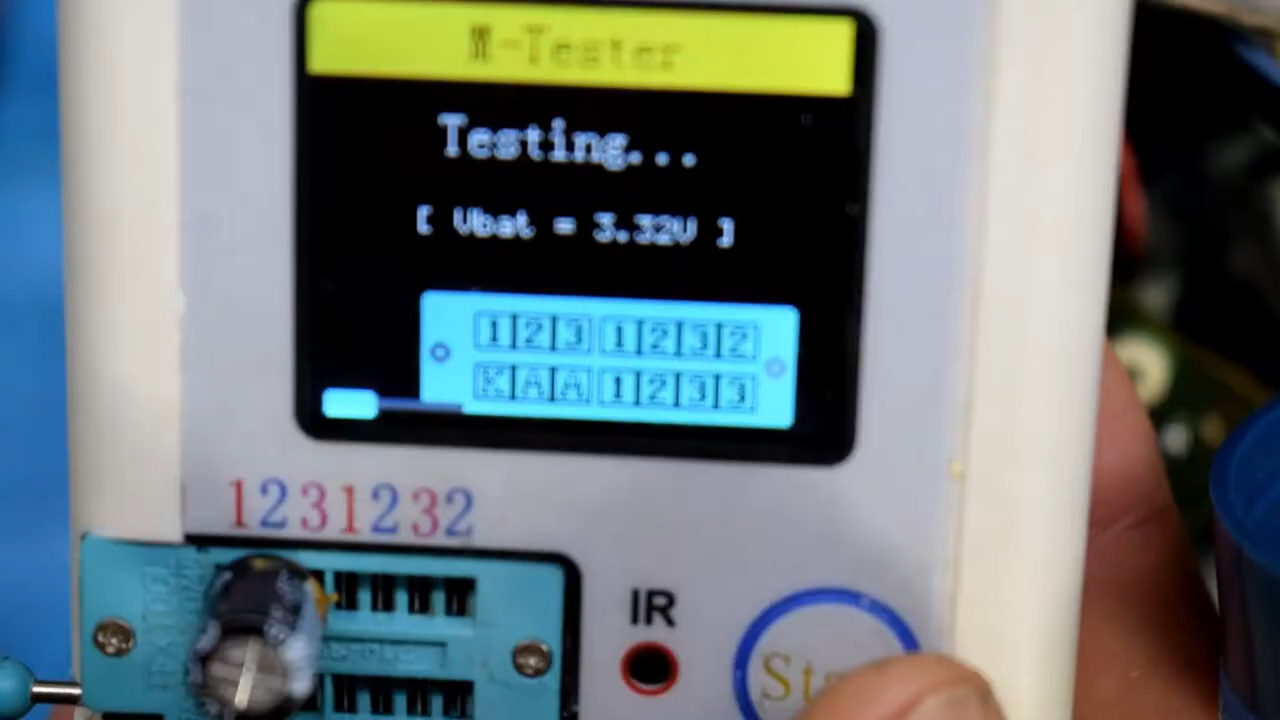 M-Tester
Testing...
[ Vbat = 3.32V ]
1 2 3 1 2 3 2
K A A 1 2 3 3
1231232
IR